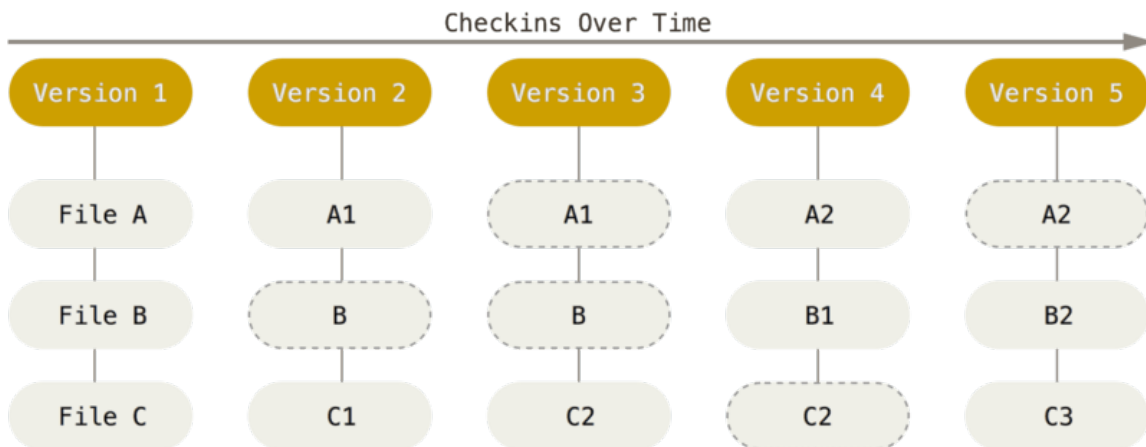 Checkins Over Time
Version 1 Version 2 Version 3 Version 4 Version 5
File A A1 A1 A2 A2
File B B B B1 B2
File C C1 C2 C2 C3